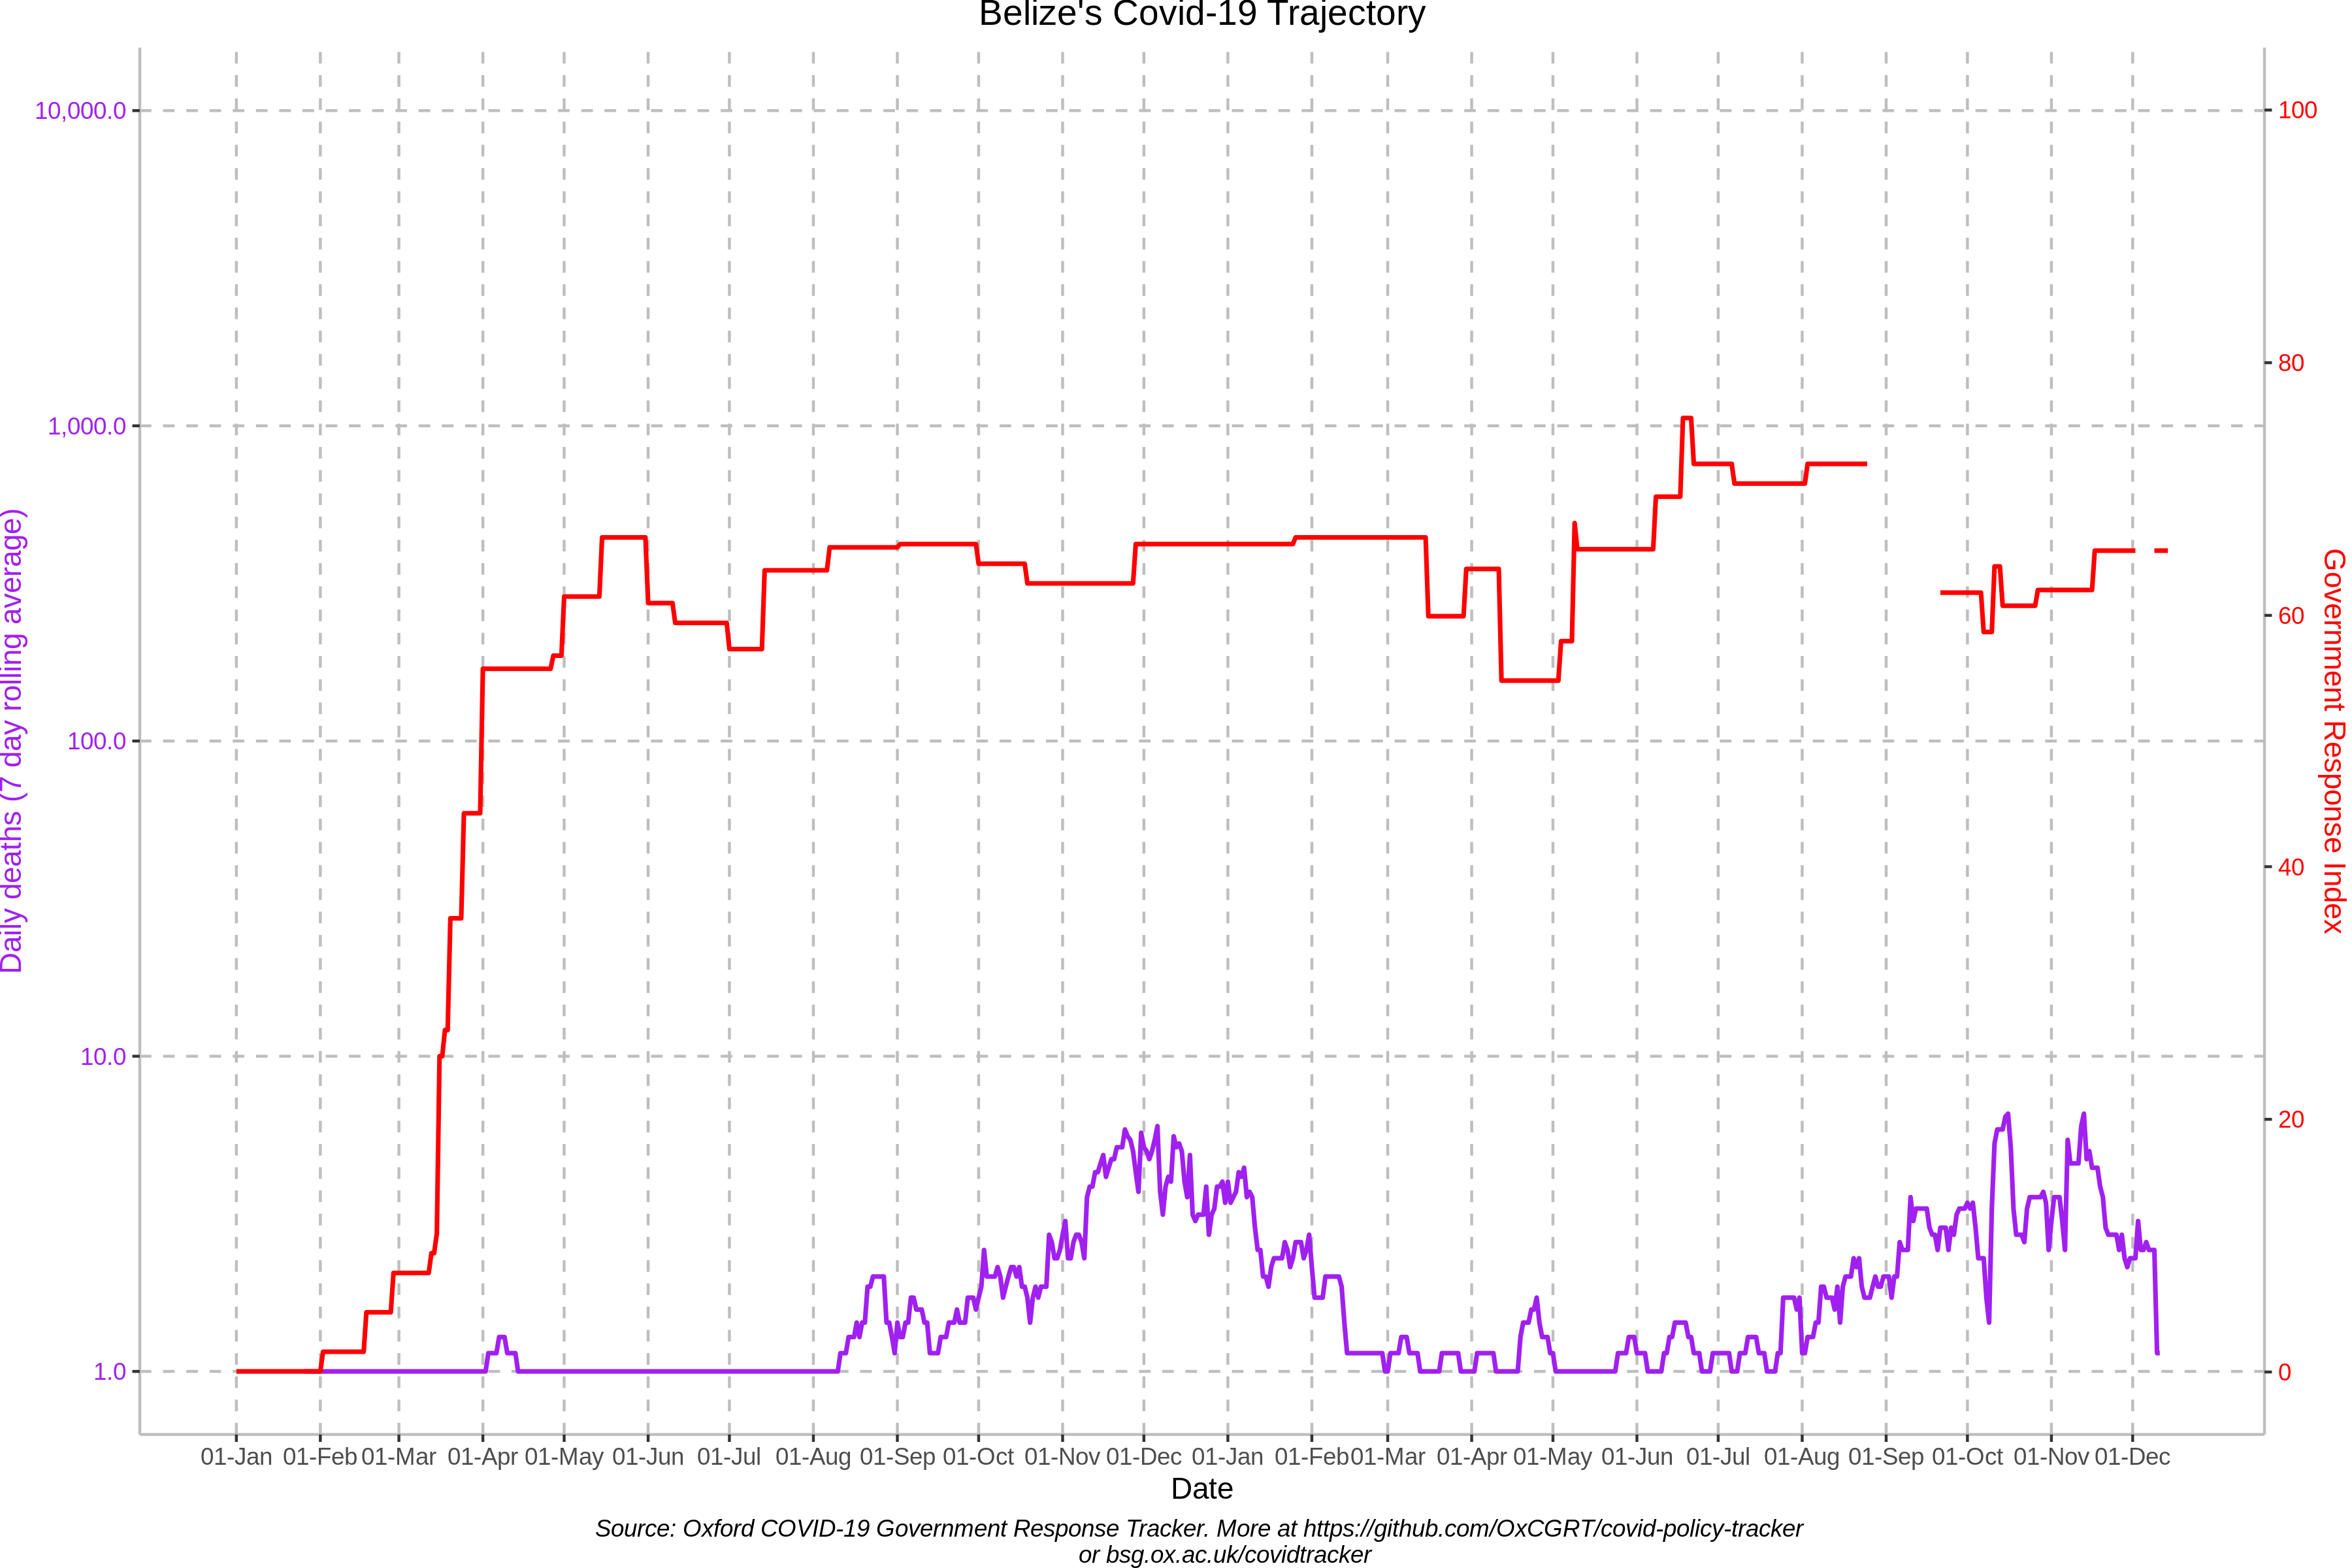 Belize's Covid-19 Trajectory
10,000.0
1,000.0
100.0
10.0
1.0
Daily deaths (7 day rolling average)
100
80
60
40
20
0
Government Response Index
01-Jan 01-Feb 01-Mar 01-Apr 01-May 01-Jun 01-Jul 01-Aug 01-Sep 01-Oct 01-Nov 01-Dec 01-Jan 01-Feb 01-Mar 01-Apr 01-May 01-Jun 01-Jul 01-Aug 01-Sep 01-Oct 01-Nov 01-Dec
Date
Source: Oxford COVID-19 Government Response Tracker. More at https://github.com/OxCGRT/covid-policy-tracker
or bsg.ox.ac.uk/covidtracker